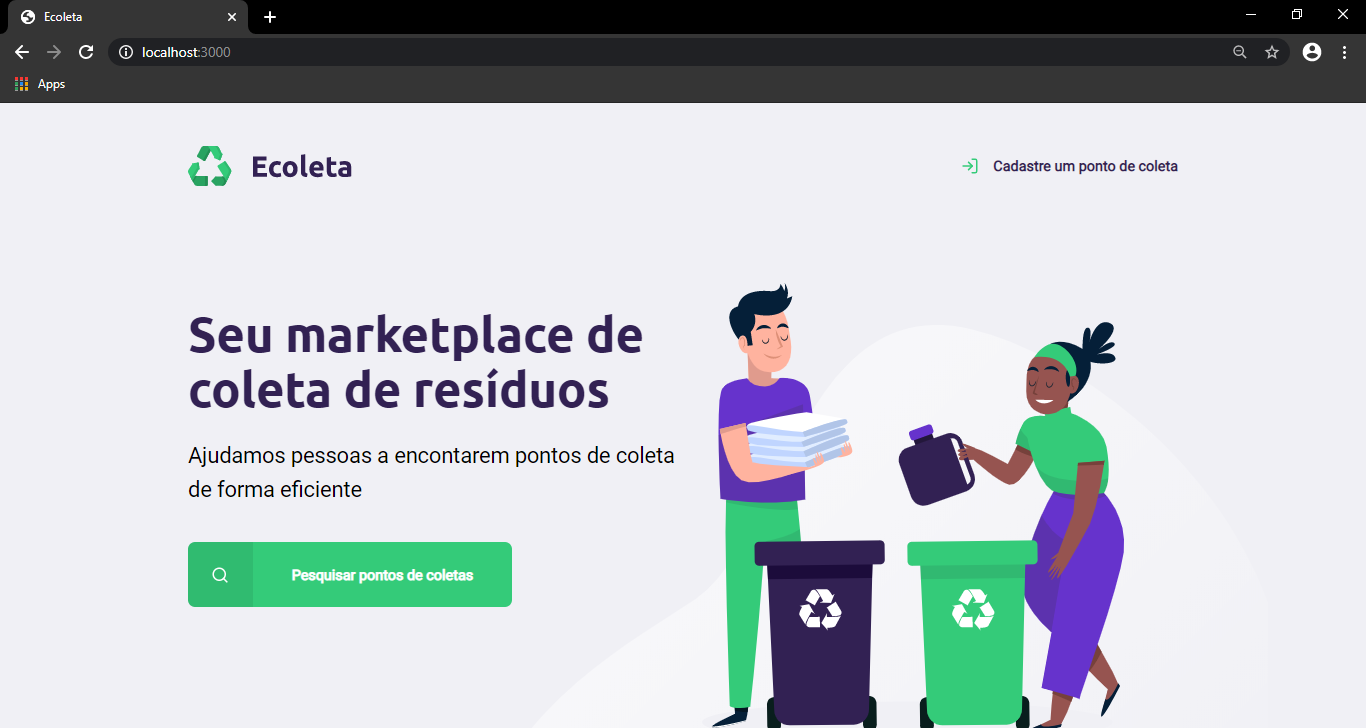 Ecoleta
localhost:3000
Apps
Ecoleta
Cadastre um ponto de coleta
Seu marketplace de
coleta de resíduos
Ajudamos pessoas a encontarem pontos de coleta
de forma eficiente
Pesquisar pontos de coletas